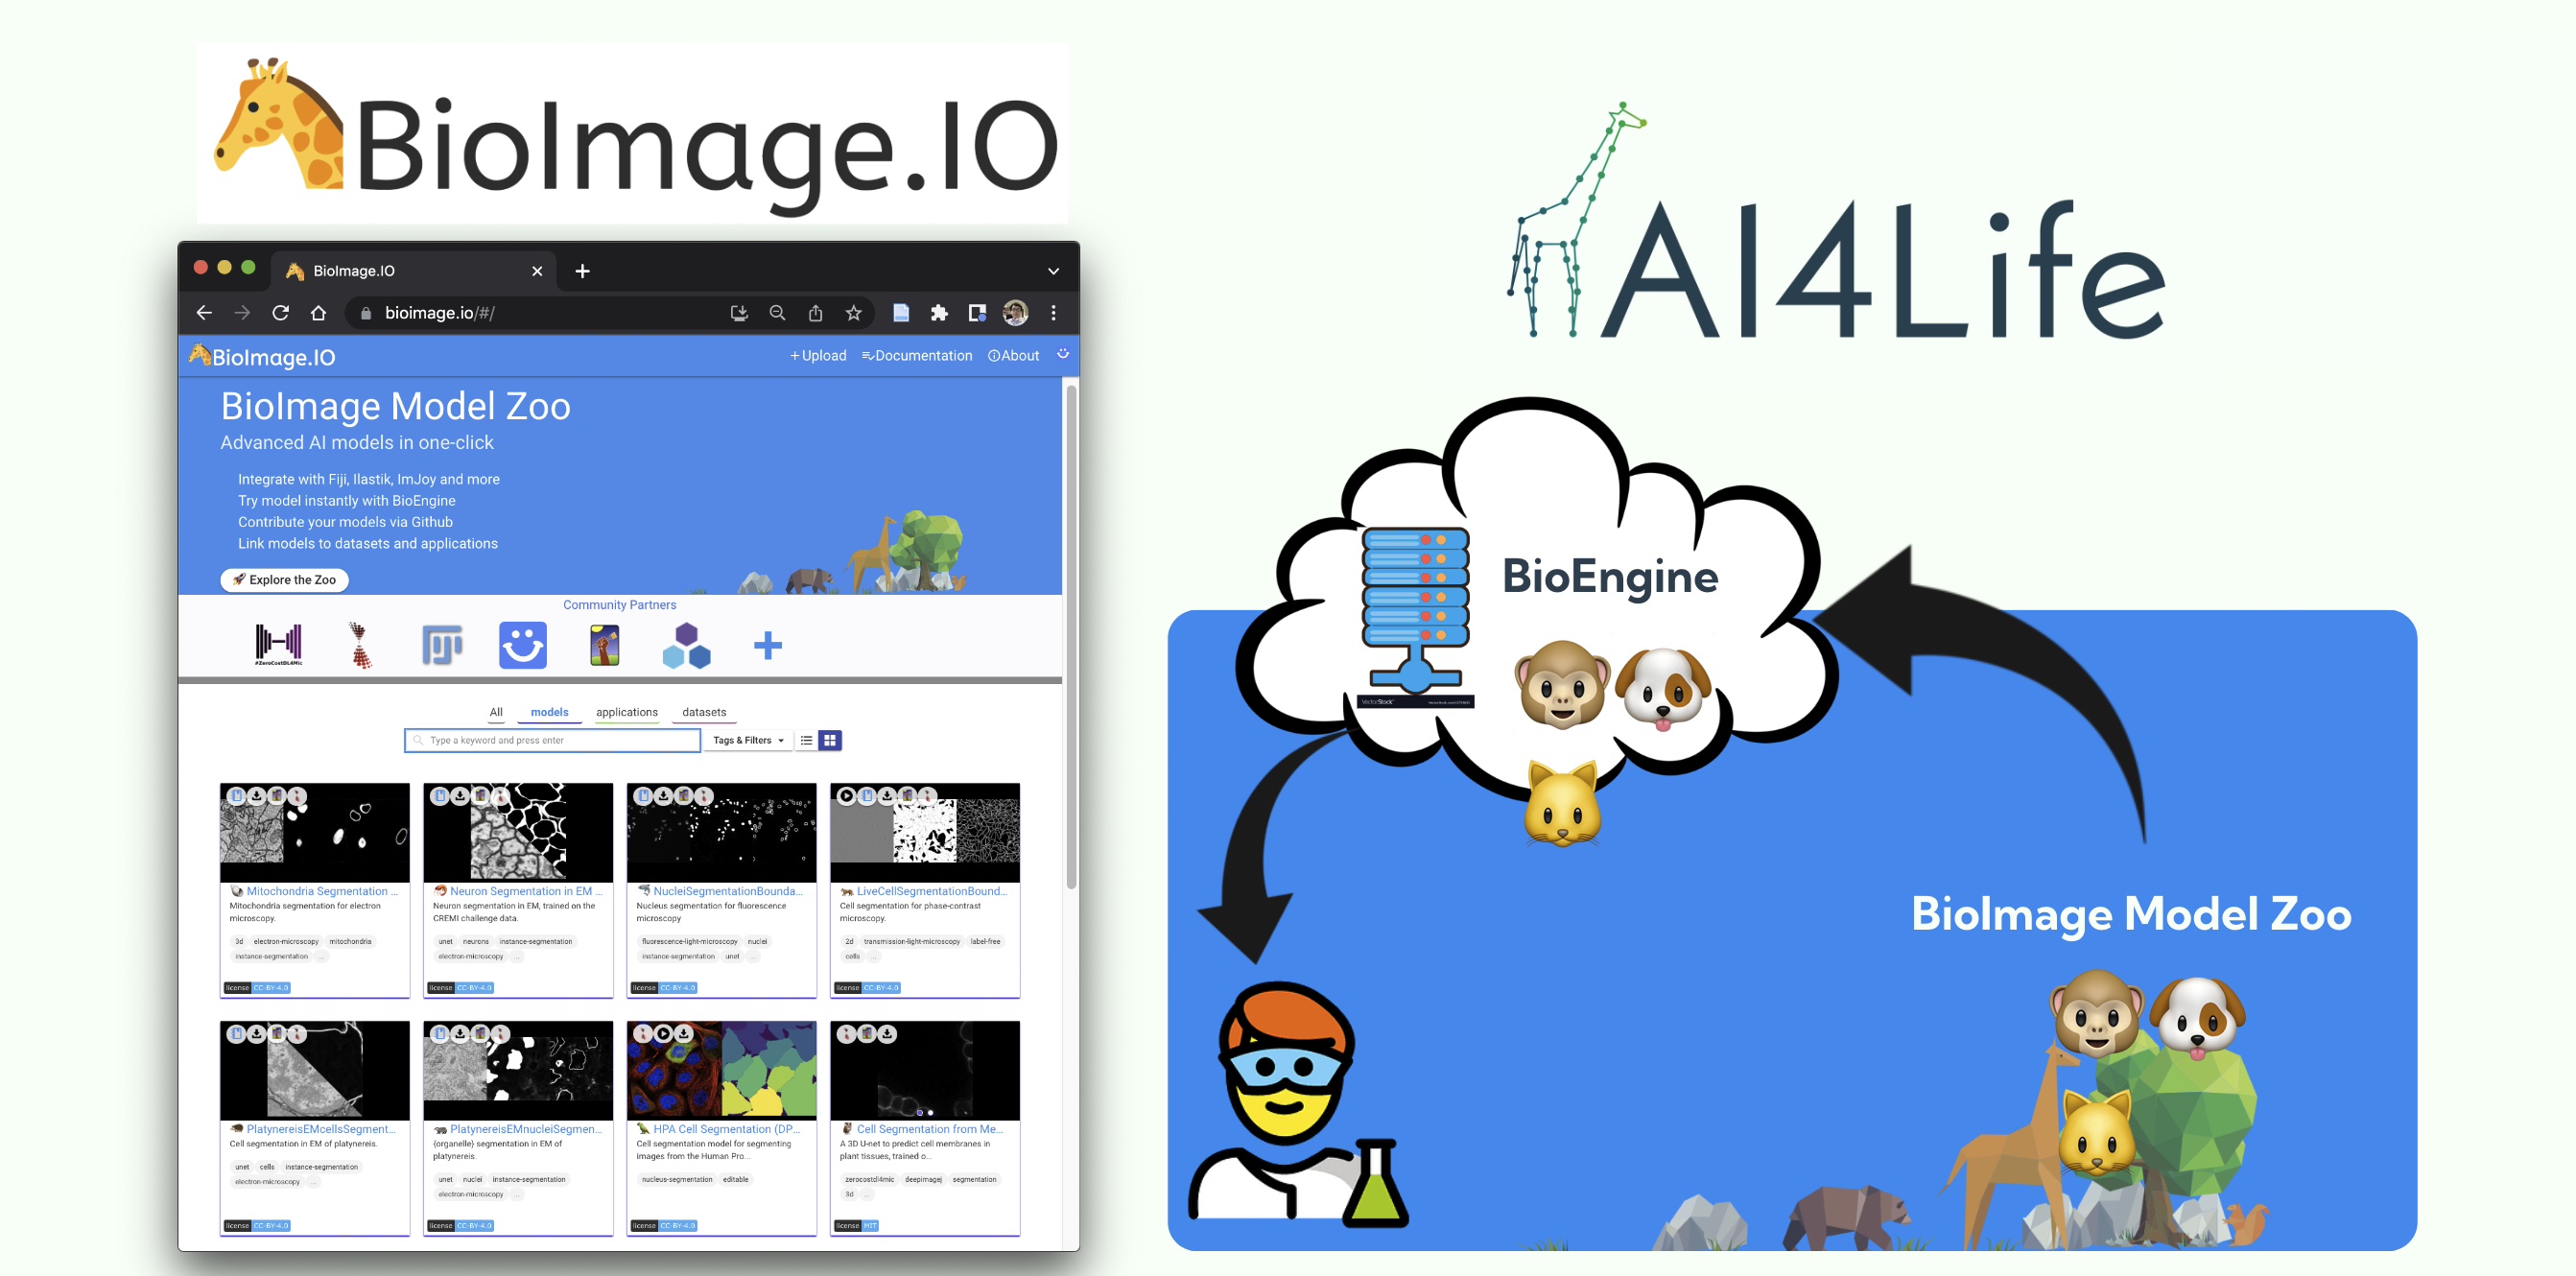 BioImage.IO
BioImage.IO
bioimage.io/#/
BioImage.IO
+Upload Documentation About
BioImage Model Zoo
Advanced AI models in one-click
Integrate with Fiji, Ilastik, ImJoy and more
Try model instantly with BioEngine
Contribute your models via Github
Link models to datasets and applications
Explore the Zoo
Community Partners
#ZeroCostDL4Mic
All models applications datasets
Type a keyword and press enter
Tags & Filters
Mitochondria Segmentation ...
Mitochondria segmentation for electron
microscopy.
3d electron-microscopy mitochondria
instance-segmentation ...
license CC-BY-4.0
Neuron Segmentation in EM ...
Neuron segmentation in EM, trained on the
CREMI challenge data.
unet neurons instance-segmentation
electron-microscopy ...
license CC-BY-4.0
NucleiSegmentationBounda...
Nucleus segmentation for fluorescence
microscopy
fluorescence-light-microscopy nuclei
instance-segmentation unet ...
license CC-BY-4.0
LiveCellSegmentationBound...
Cell segmentation for phase-contrast
microscopy.
2d transmission-light-microscopy label-free
cells ...
license CC-BY-4.0
PlatynereisEMcellsSegment...
Cell segmentation in EM of platynereis.
unet cells instance-segmentation
electron-microscopy ...
license CC-BY-4.0
PlatynereisEMnucleiSegmen...
{organelle} segmentation in EM of
platynereis.
unet nuclei instance-segmentation
electron-microscopy ...
license CC-BY-4.0
HPA Cell Segmentation (DP...
Cell segmentation model for segmenting
images from the Human Pro...
nucleus-segmentation editable
license CC-BY-4.0
Cell Segmentation from Me...
A 3D U-net to predict cell membranes in
plant tissues, trained o...
zerocostdl4mic deepimagej segmentation
3d ...
license MIT
AI4Life
BioEngine
VectorStock
BioImage Model Zoo